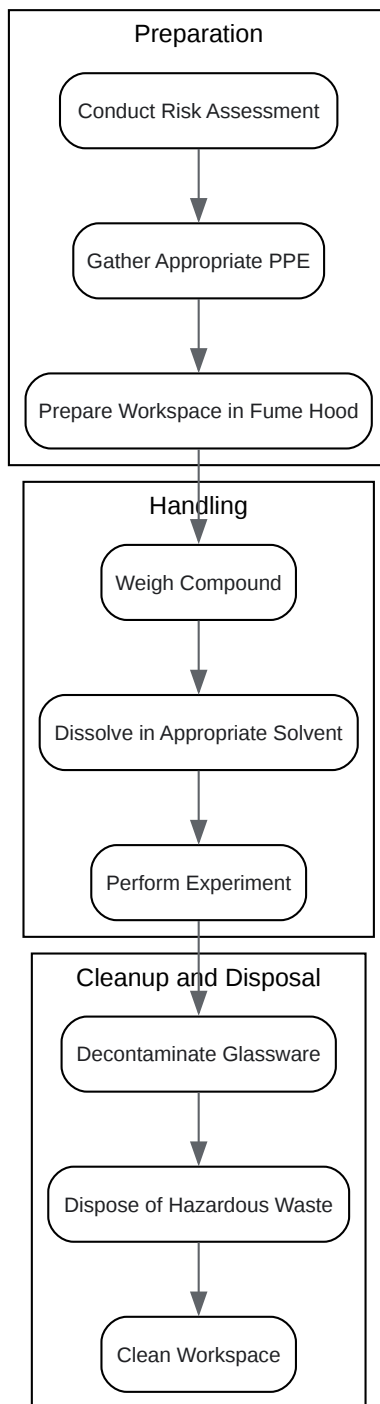 Preparation
Conduct Risk Assessment
Gather Appropriate PPE
Prepare Workspace in Fume Hood
Handling
Weigh Compound
Dissolve in Appropriate Solvent
Perform Experiment
Cleanup and Disposal
Decontaminate Glassware
Dispose of Hazardous Waste
Clean Workspace